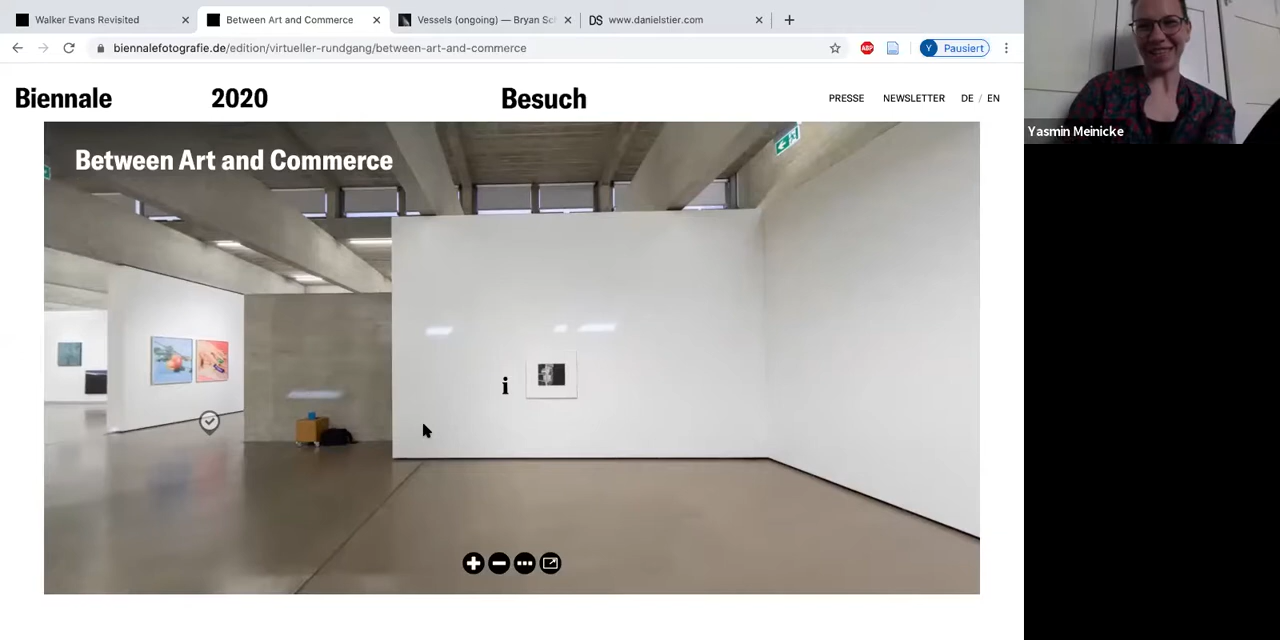 Walker Evans Revisited
Between Art and Commerce
Vessels (ongoing) — Bryan Sc
DS www.danielstier.com
biennalefotografie.de/edition/virtueller-rundgang/between-art-and-commerce
ABP
Y Pausiert
Biennale 2020 Besuch PRESSE NEWSLETTER DE / EN
Between Art and Commerce
i
Yasmin Meinicke